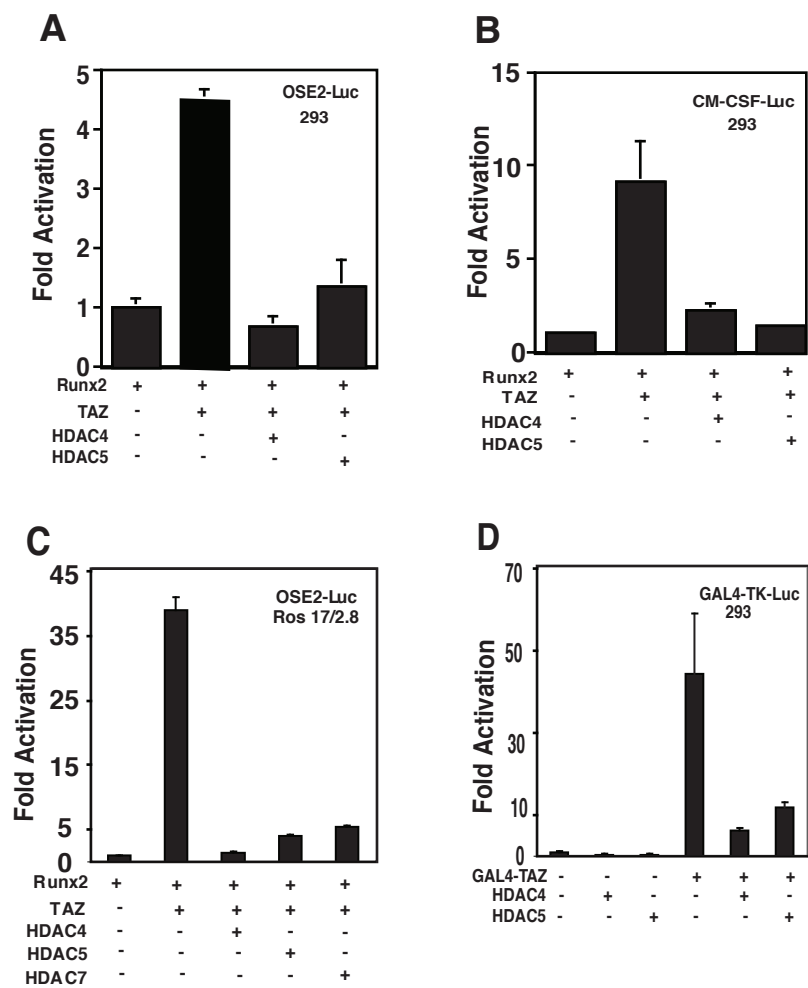 A
5
4
3
2
1
0
Fold Activation
OSE2-Luc
293
Runx2 + + + +
TAZ - + + +
HDAC4 - - + -
HDAC5 - - - +
B
15
10
5
0
Fold Activation
CM-CSF-Luc
293
Runx2 + + + +
TAZ - + + +
HDAC4 - - + -
HDAC5 - - - +
C
45
35
25
15
5
0
Fold Activation
OSE2-Luc
Ros 17/2.8
Runx2 + + + + +
TAZ - + + + +
HDAC4 - - + - -
HDAC5 - - - + -
HDAC7 - - - - +
D
70
50
30
10
0
Fold Activation
GAL4-TK-Luc
293
GAL4-TAZ - - - + + +
HDAC4 - + - - + -
HDAC5 - - + - - +